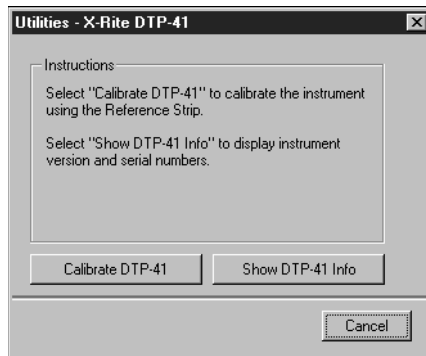 Utilities - X-Rite DTP-41
Instructions
Select "Calibrate DTP-41" to calibrate the instrument
using the Reference Strip.
Select "Show DTP-41 Info" to display instrument
version and serial numbers.
Calibrate DTP-41
Show DTP-41 Info
Cancel